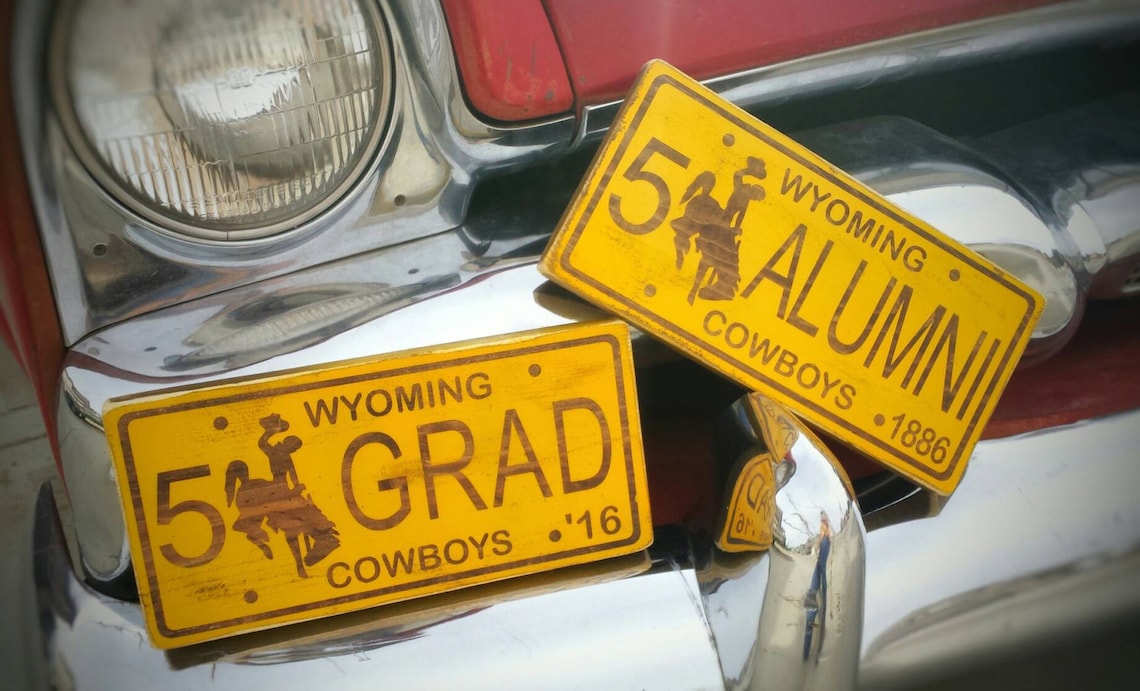 WYOMING
5 GRAD
COWBOYS •'16
WYOMING
5 ALUMNI
COWBOYS •1886